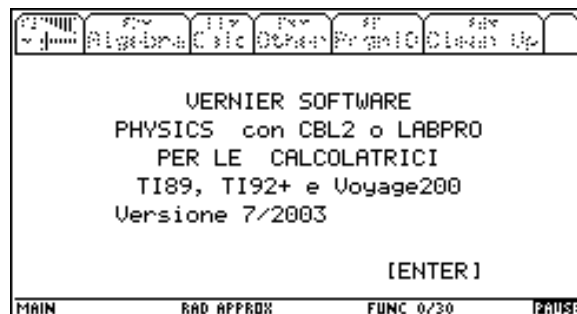 Algebra Calc Other PrgmIO Clean Up
VERNIER SOFTWARE
PHYSICS con CBL2 o LABPRO
PER LE CALCOLATRICI
TI89, TI92+ e Voyage200
Versione 7/2003
[ENTER]
MAIN RAD APPROX FUNC 0/30 PAUSE